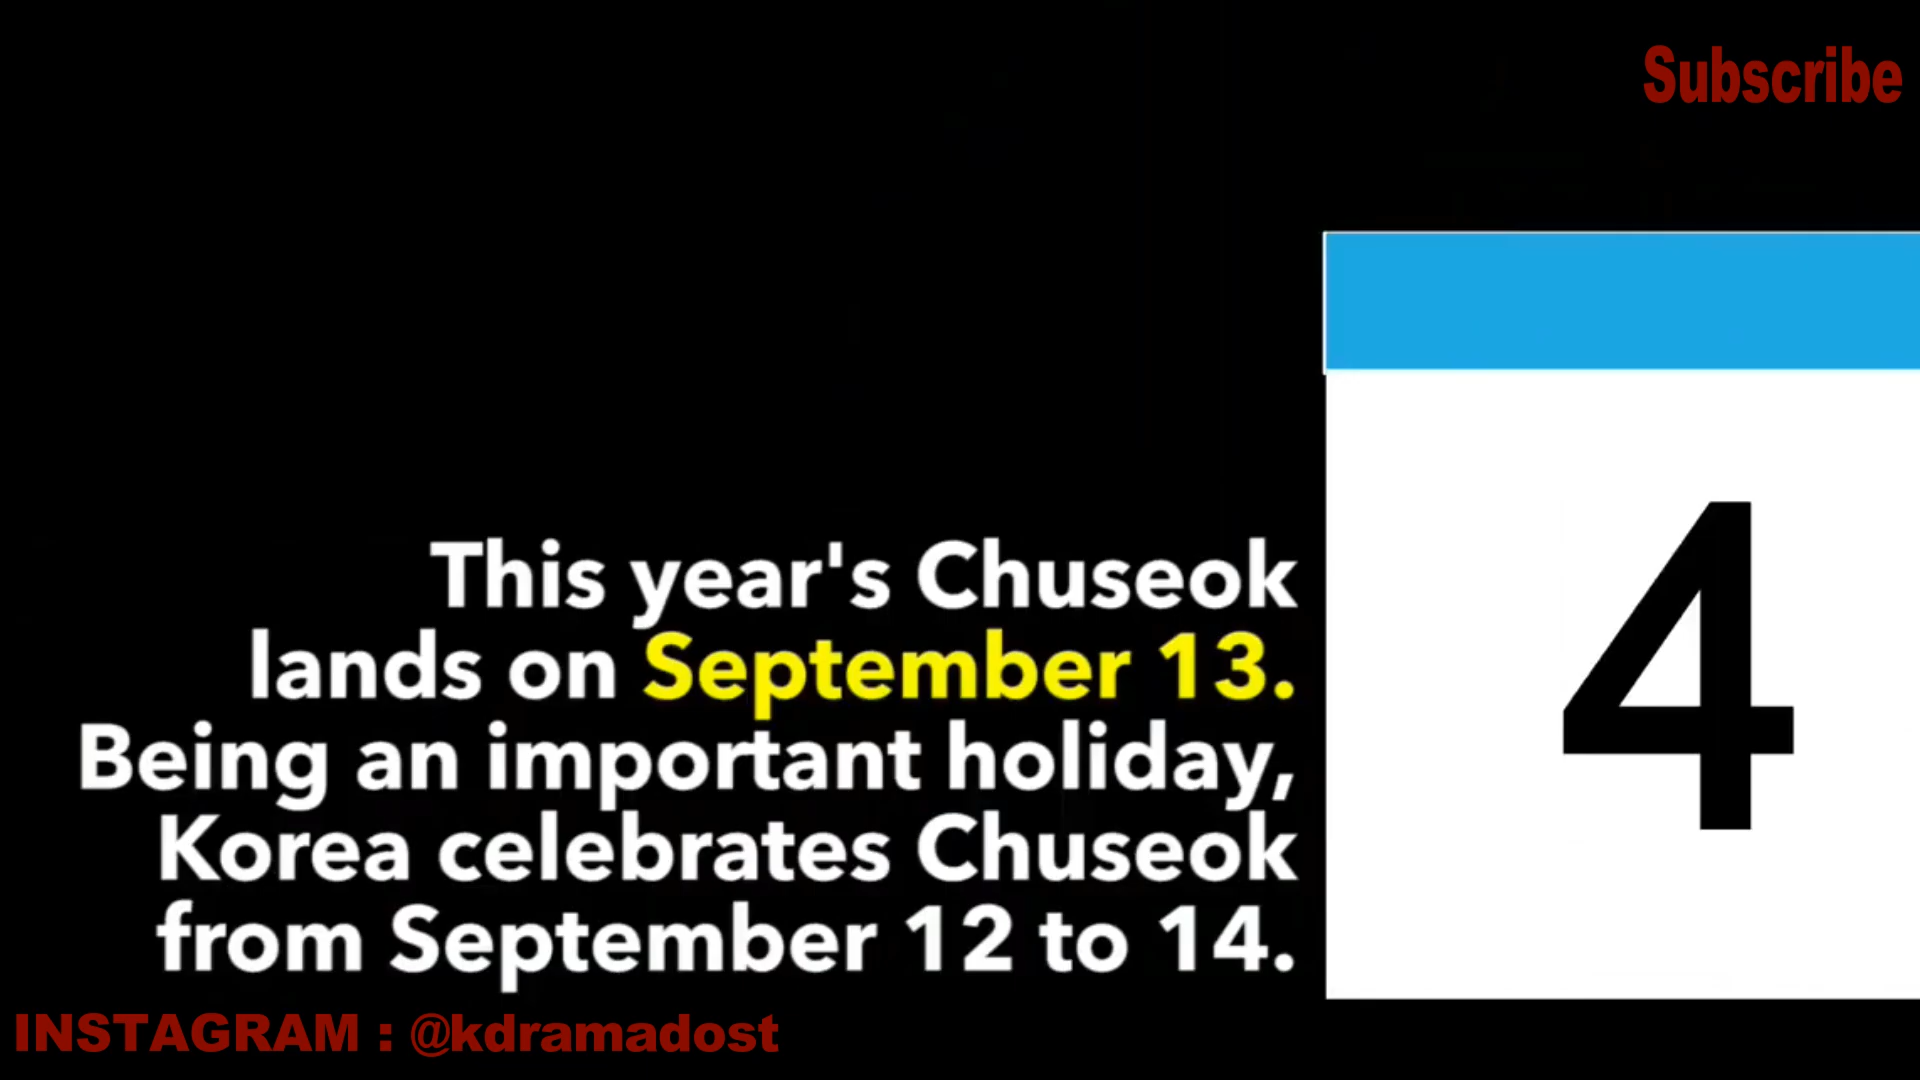 Subscribe
This year's Chuseok
lands on September 13.
Being an important holiday,
Korea celebrates Chuseok
from September 12 to 14.
4
INSTAGRAM : @kdramadost